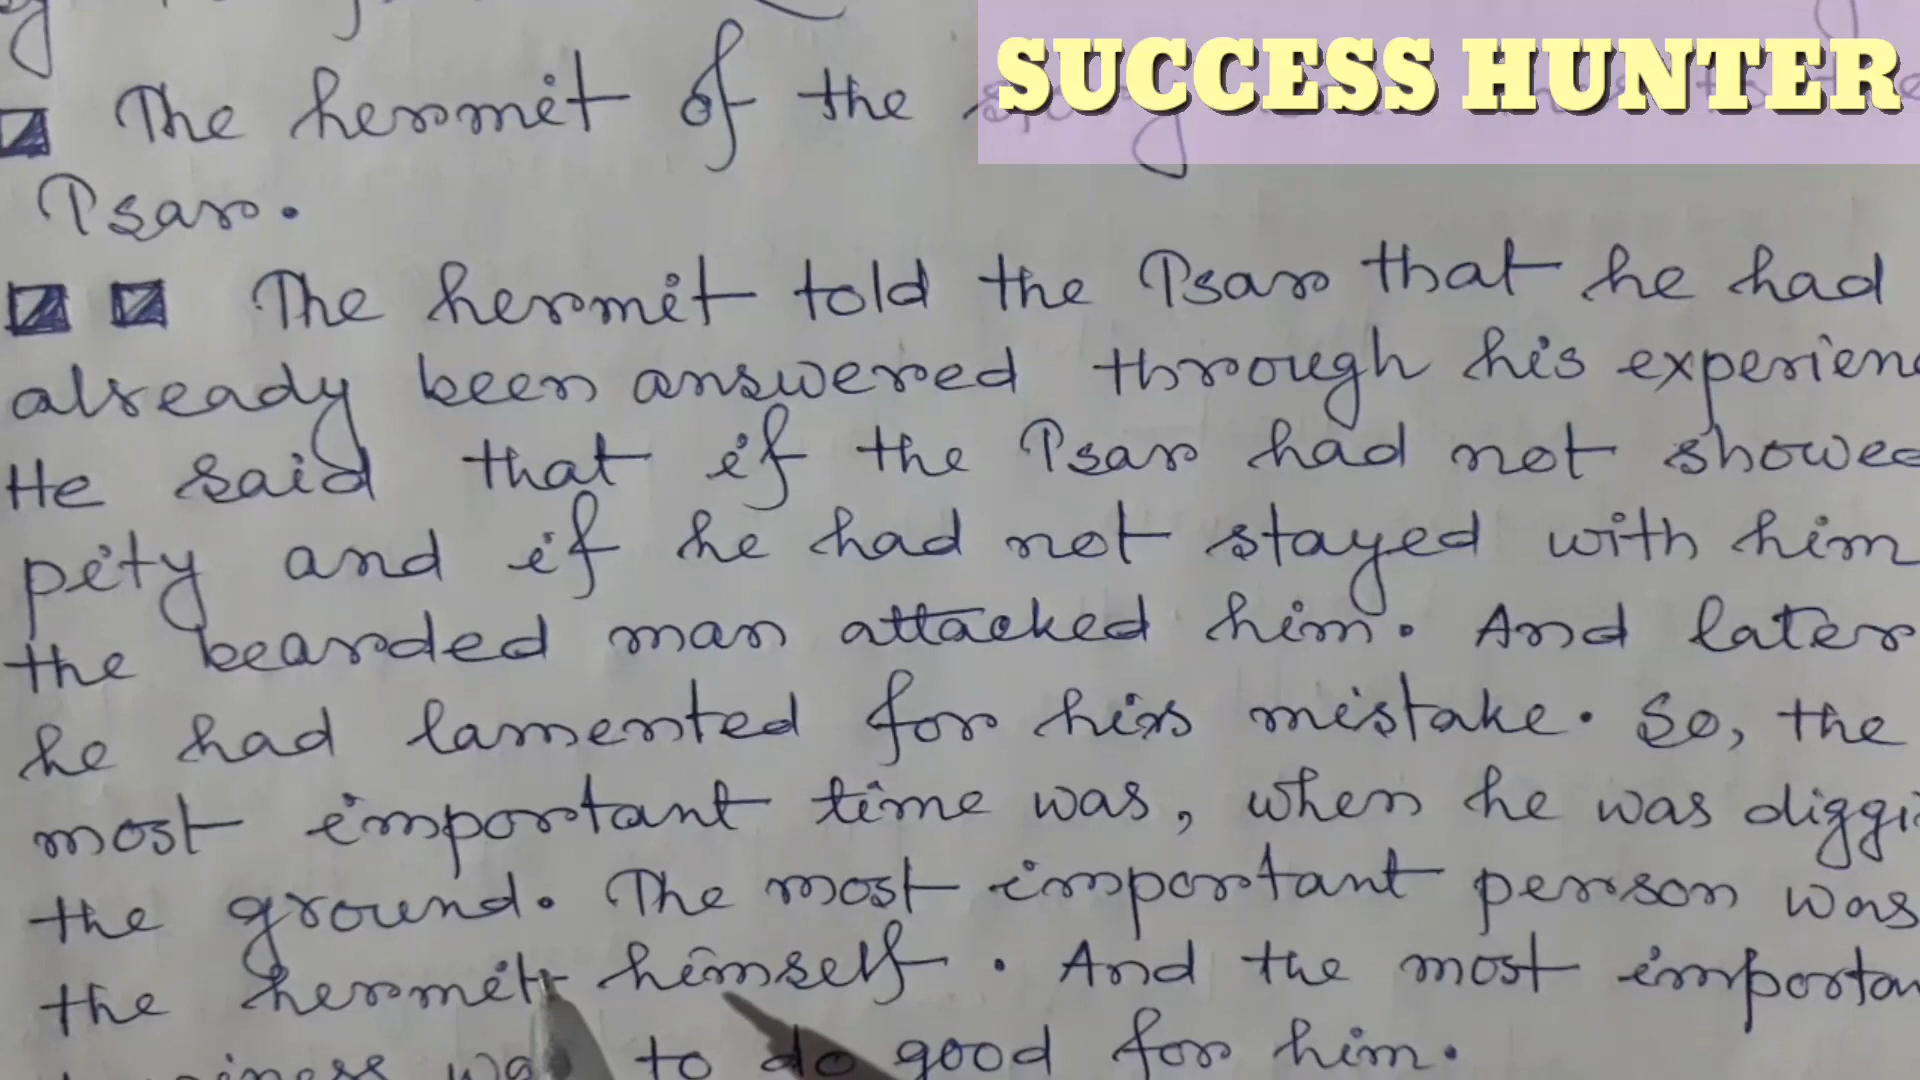 SUCCESS HUNTER
The hermit of the
Tsar.
The hermit told the Tsar that he had
already been answered through his experienc
He said that if the Tsar had not showed
pity and if he had not stayed with him
the bearded man attacked him. And later
he had lamented for his mistake. So, the
most important time was, when he was diggi
the ground. The most important person was
the hermit himself. And the most importan
was to do good for him.